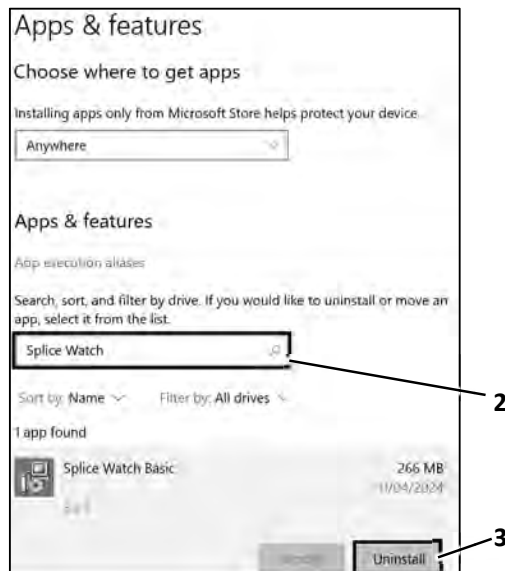 Apps & features
Choose where to get apps
Installing apps only from Microsoft Store helps protect your device.
Anywhere
Apps & features
App execution aliases
Search, sort, and filter by drive. If you would like to uninstall or move an
app, select it from the list.
Splice Watch
2
Sort by: Name Filter by: All drives
1 app found
Splice Watch Basic 266 MB
11/04/2024
Uninstall
3